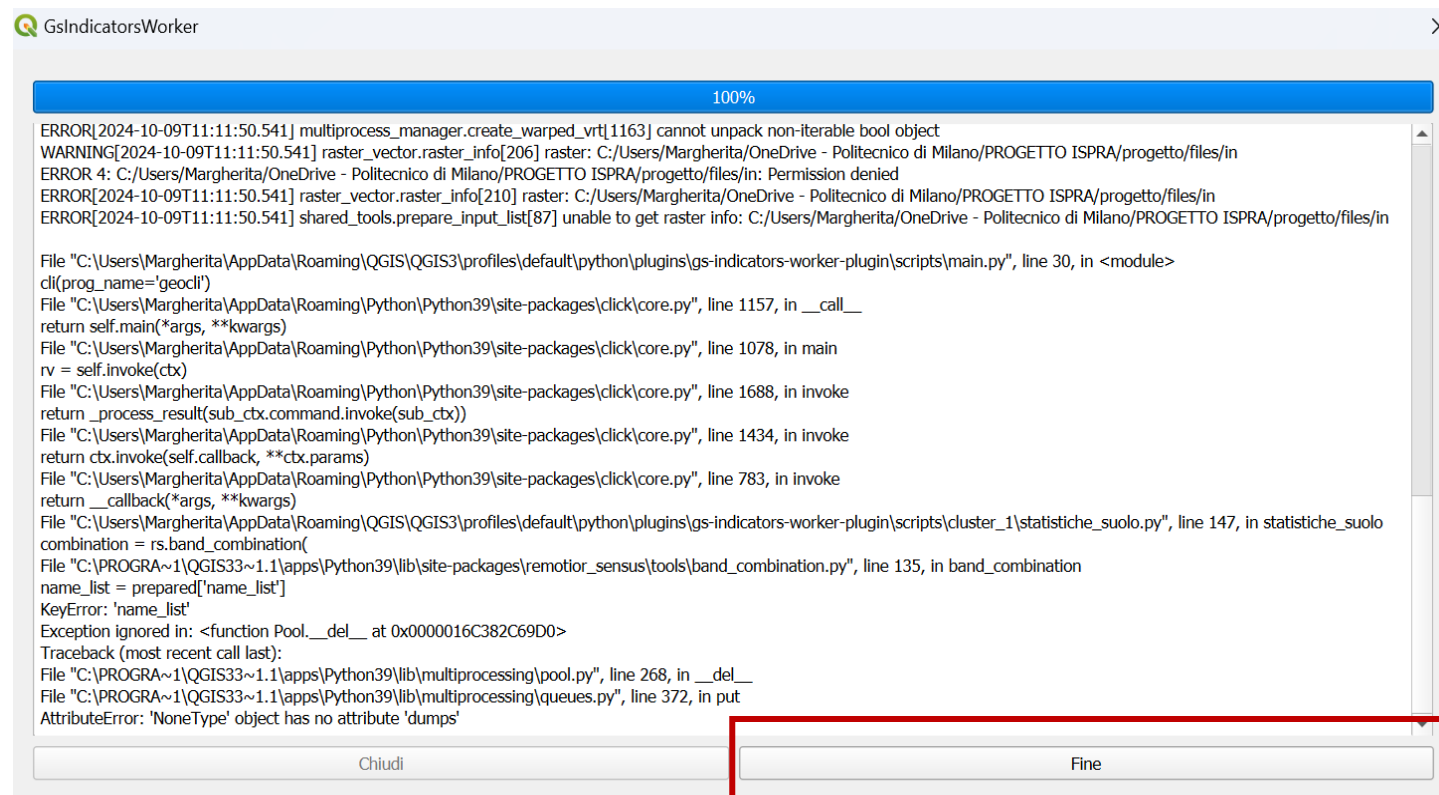 GsIndicatorsWorker
100%
ERROR[2024-10-09T11:11:50.541] multiprocess_manager.create_warped_vrt[1163] cannot unpack non-iterable bool object
WARNING[2024-10-09T11:11:50.541] raster_vector.raster_info[206] raster: C:/Users/Margherita/OneDrive - Politecnico di Milano/PROGETTO ISPRA/progetto/files/in
ERROR 4: C:/Users/Margherita/OneDrive - Politecnico di Milano/PROGETTO ISPRA/progetto/files/in: Permission denied
ERROR[2024-10-09T11:11:50.541] raster_vector.raster_info[210] raster: C:/Users/Margherita/OneDrive - Politecnico di Milano/PROGETTO ISPRA/progetto/files/in
ERROR[2024-10-09T11:11:50.541] shared_tools.prepare_input_list[87] unable to get raster info: C:/Users/Margherita/OneDrive - Politecnico di Milano/PROGETTO ISPRA/progetto/files/in
File "C:\Users\Margherita\AppData\Roaming\QGIS\QGIS3\profiles\default\python\plugins\gs-indicators-worker-plugin\scripts\main.py", line 30, in <module>
cli(prog_name='geocli')
File "C:\Users\Margherita\AppData\Roaming\Python\Python39\site-packages\click\core.py", line 1157, in __call__
return self.main(*args, **kwargs)
File "C:\Users\Margherita\AppData\Roaming\Python\Python39\site-packages\click\core.py", line 1078, in main
rv = self.invoke(ctx)
File "C:\Users\Margherita\AppData\Roaming\Python\Python39\site-packages\click\core.py", line 1688, in invoke
return _process_result(sub_ctx.command.invoke(sub_ctx))
File "C:\Users\Margherita\AppData\Roaming\Python\Python39\site-packages\click\core.py", line 1434, in invoke
return ctx.invoke(self.callback, **ctx.params)
File "C:\Users\Margherita\AppData\Roaming\Python\Python39\site-packages\click\core.py", line 783, in invoke
return __callback(*args, **kwargs)
File "C:\Users\Margherita\AppData\Roaming\QGIS\QGIS3\profiles\default\python\plugins\gs-indicators-worker-plugin\scripts\cluster_1\statistiche_suolo.py", line 147, in statistiche_suolo
combination = rs.band_combination(
File "C:\PROGRA~1\QGIS33~1.1\apps\Python39\lib\site-packages\remotior_sensus\tools\band_combination.py", line 135, in band_combination
name_list = prepared['name_list']
KeyError: 'name_list'
Exception ignored in: <function Pool.__del__ at 0x0000016C382C69D0>
Traceback (most recent call last):
File "C:\PROGRA~1\QGIS33~1.1\apps\Python39\lib\multiprocessing\pool.py", line 268, in __del__
File "C:\PROGRA~1\QGIS33~1.1\apps\Python39\lib\multiprocessing\queues.py", line 372, in put
AttributeError: 'NoneType' object has no attribute 'dumps'
Chiudi
Fine